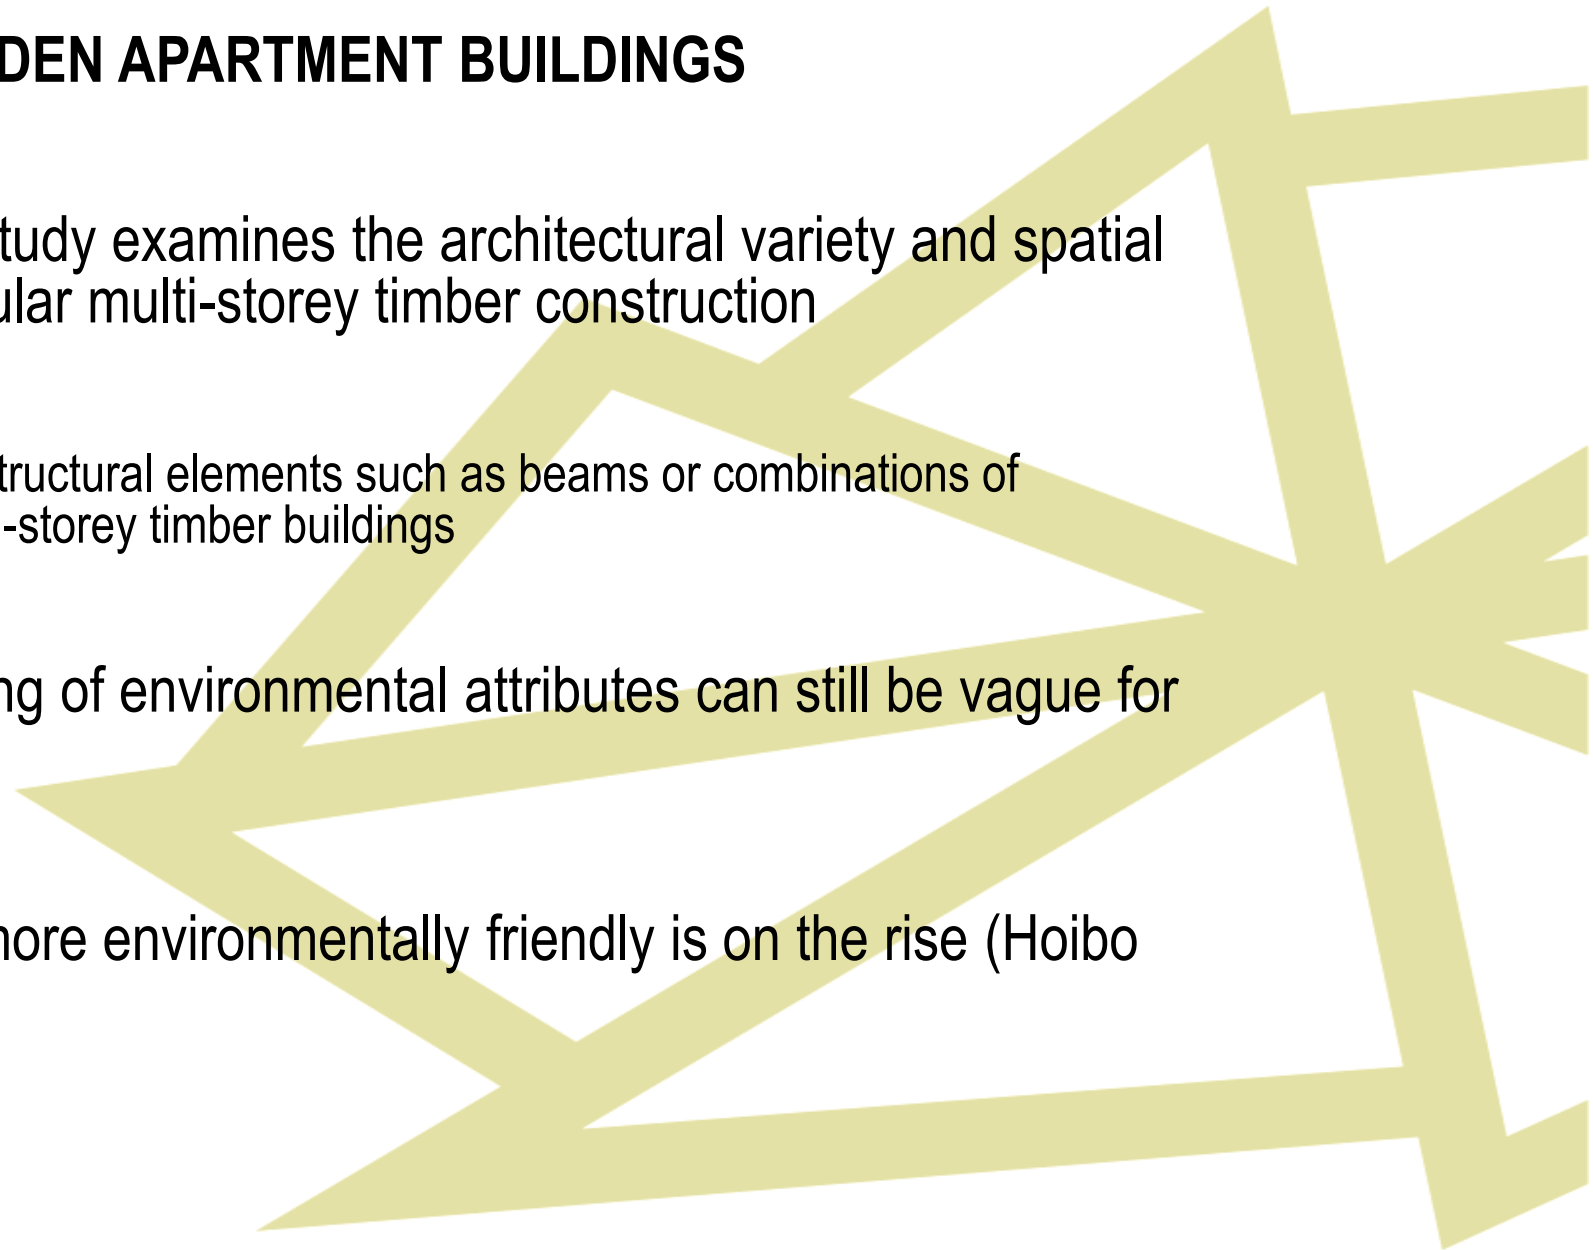 DEN APARTMENT BUILDINGS
tudy examines the architectural variety and spatial
ular multi-storey timber construction
tructural elements such as beams or combinations of
i-storey timber buildings
ng of environmental attributes can still be vague for
more environmentally friendly is on the rise (Hoibo